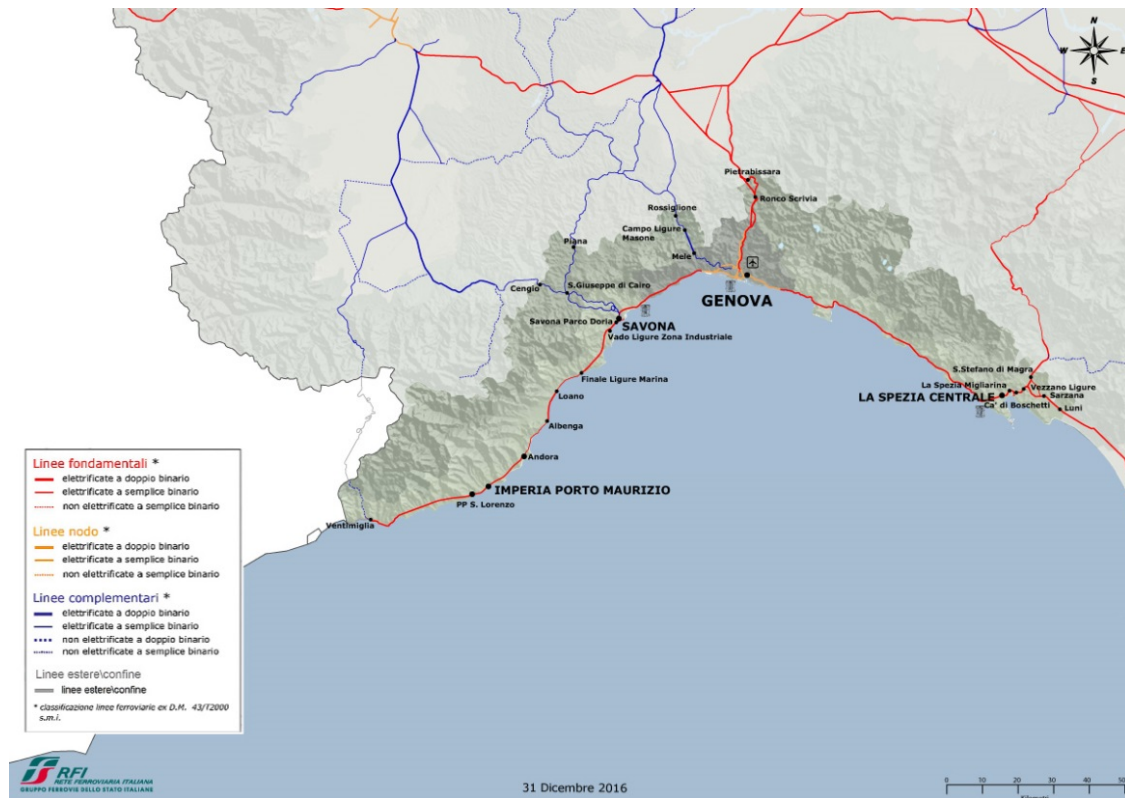 N
W
E
S
Pietrabissara
Ronco Scrivia
Rossiglione
Campo Ligure
Masone
Mele
Piana
GENOVA
Cengio
S.Giuseppe di Cairo
Savona Parco Doria
SAVONA
Vado Ligure Zona Industriale
Finale Ligure Marina
Loano
Albenga
Andora
IMPERIA PORTO MAURIZIO
PP S. Lorenzo
Ventimiglia
S.Stefano di Magra
La Spezia Migliarina
Vezzano Ligure
LA SPEZIA CENTRALE
Sarzana
Ca' di Boschetti
Luni
Linee fondamentali *
elettrificate a doppio binario
elettrificate a semplice binario
non elettrificate a semplice binario
Linee nodo *
elettrificate a doppio binario
elettrificate a semplice binario
non elettrificate a semplice binario
Linee complementari *
elettrificate a doppio binario
elettrificate a semplice binario
non elettrificate a doppio binario
non elettrificate a semplice binario
Linee estere\confine
linee estere\confine
* classificazione linee ferroviarie ex D.M. 43/T2000
s.m.i.
RFI
RETE FERROVIARIA ITALIANA
GRUPPO FERROVIE DELLO STATO ITALIANE
31 Dicembre 2016
0 10 20 30 40 50